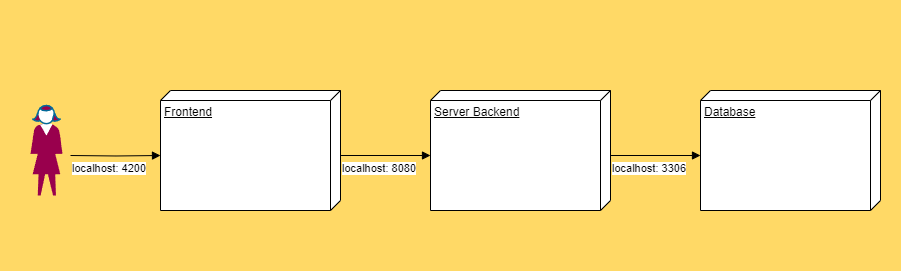 Frontend
Server Backend
Database
localhost: 4200
localhost: 8080
localhost: 3306